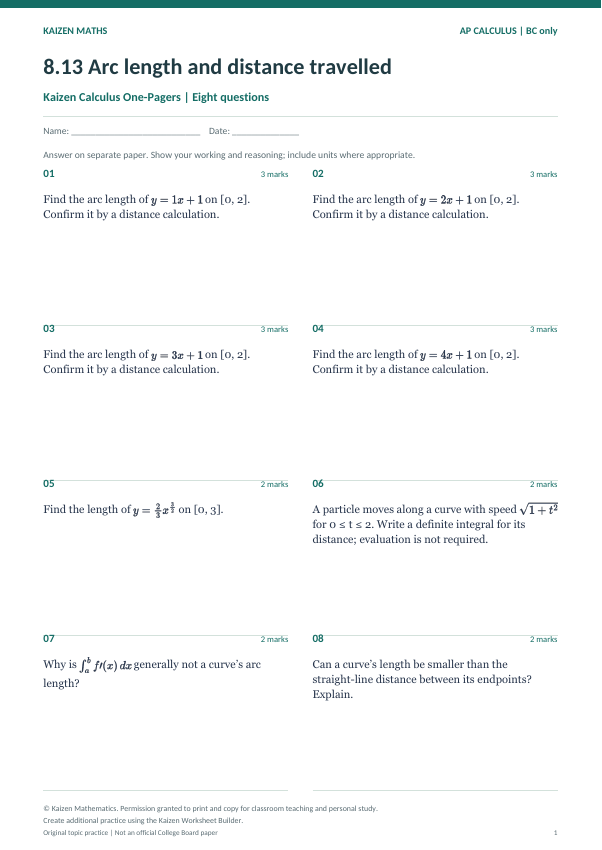 KAIZEN MATHS
AP CALCULUS | BC only
8.13 Arc length and distance travelled
Kaizen Calculus One-Pagers | Eight questions
Name: ____________________________ Date: ______________
Answer on separate paper. Show your working and reasoning; include units where appropriate.
01 3 marks
Find the arc length of y = 1x + 1 on [0, 2].
Confirm it by a distance calculation.
02 3 marks
Find the arc length of y = 2x + 1 on [0, 2].
Confirm it by a distance calculation.
03 3 marks
Find the arc length of y = 3x + 1 on [0, 2].
Confirm it by a distance calculation.
04 3 marks
Find the arc length of y = 4x + 1 on [0, 2].
Confirm it by a distance calculation.
05 2 marks
Find the length of y = 2/3 x^(3/2) on [0, 3].
06 2 marks
A particle moves along a curve with speed √(1 + t²)
for 0 ≤ t ≤ 2. Write a definite integral for its
distance; evaluation is not required.
07 2 marks
Why is ∫_a^b f′(x) dx generally not a curve's arc
length?
08 2 marks
Can a curve's length be smaller than the
straight-line distance between its endpoints?
Explain.
© Kaizen Mathematics. Permission granted to print and copy for classroom teaching and personal study.
Create additional practice using the Kaizen Worksheet Builder.
Original topic practice | Not an official College Board paper
1